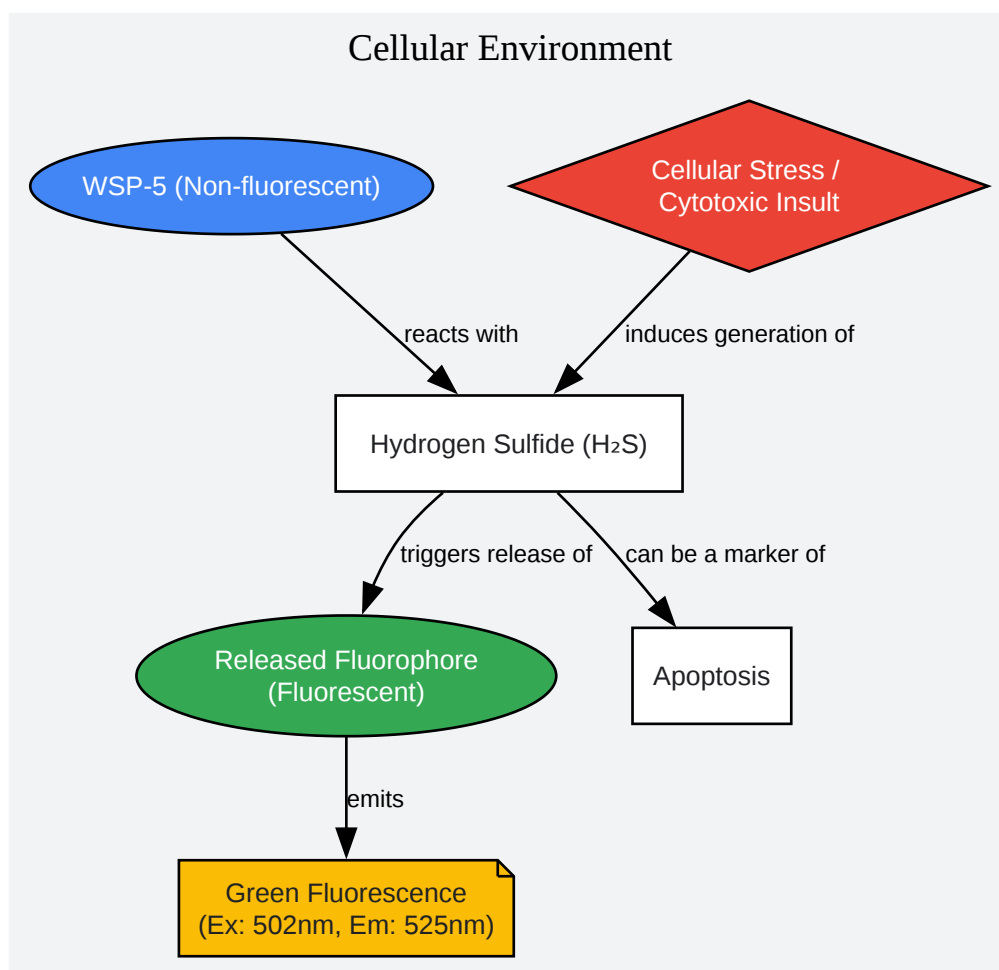 Cellular Environment
WSP-5 (Non-fluorescent)
Cellular Stress /
Cytotoxic Insult
reacts with
induces generation of
Hydrogen Sulfide (H₂S)
triggers release of
can be a marker of
Released Fluorophore
(Fluorescent)
Apoptosis
emits
Green Fluorescence
(Ex: 502nm, Em: 525nm)